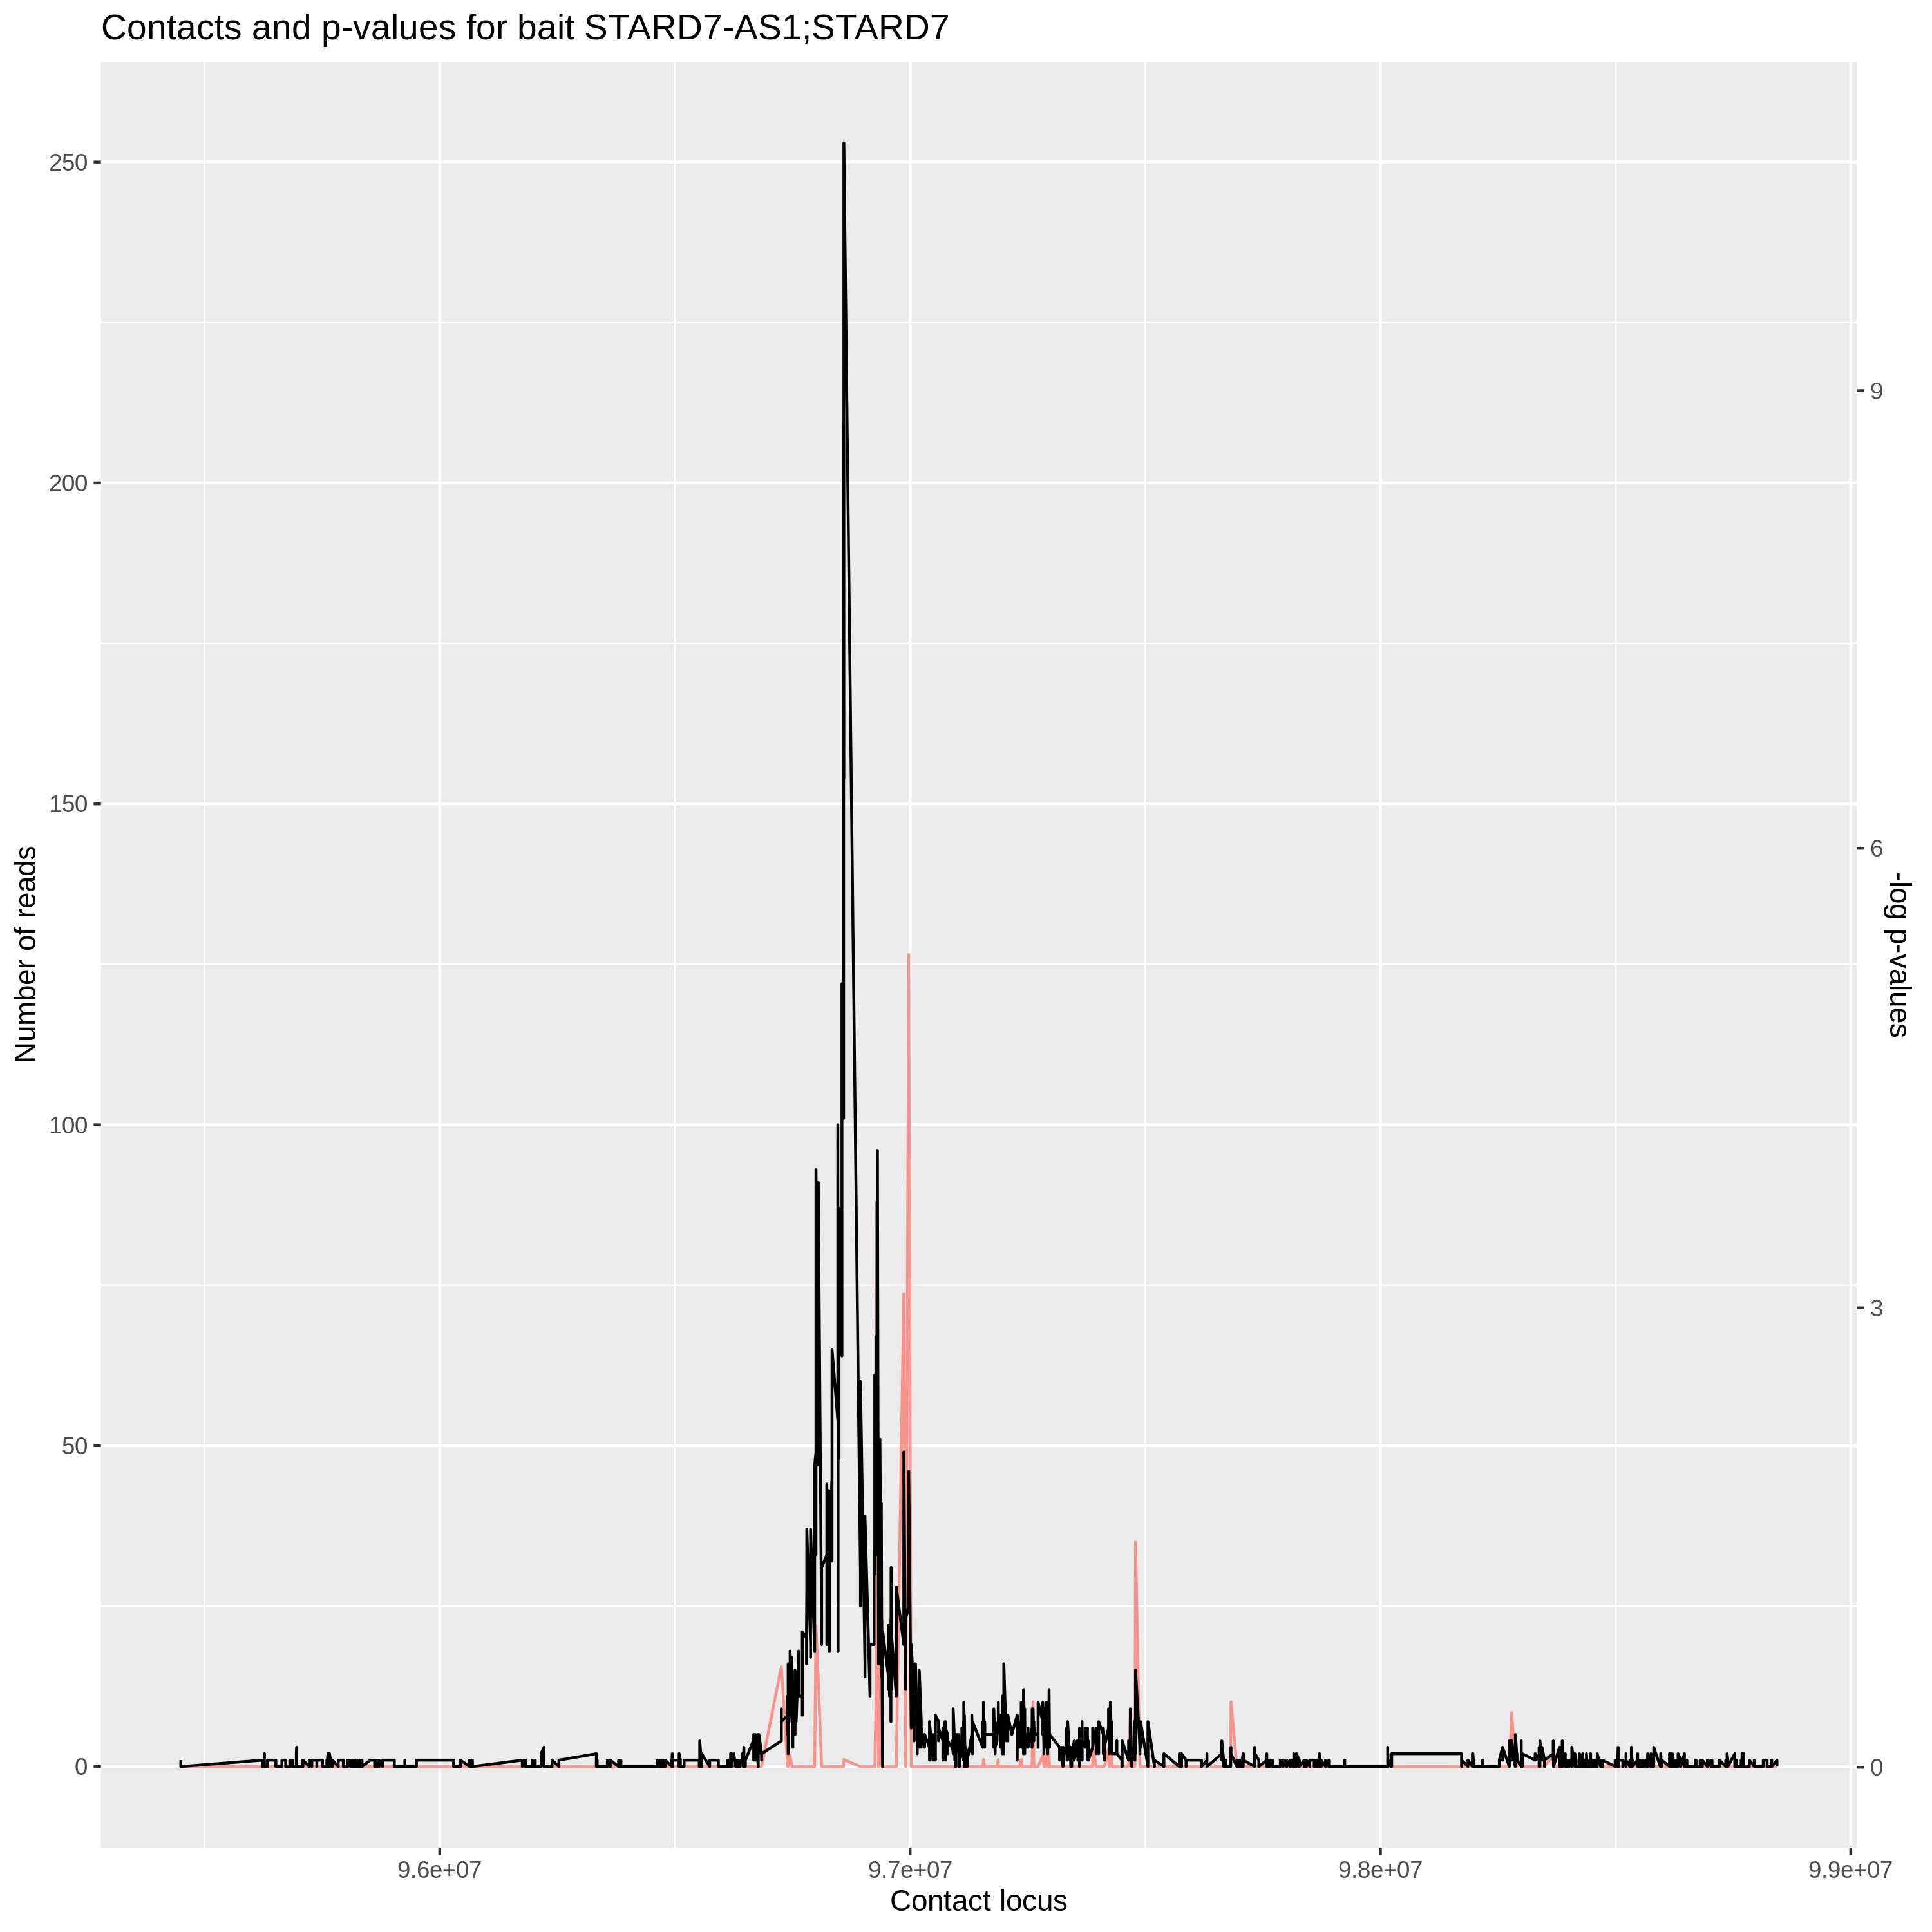 Contacts and p-values for bait STARD7-AS1;STARD7
250
200
150
100
50
0
Number of reads
9
6
3
0
-log p-values
9.6e+07
9.7e+07
9.8e+07
9.9e+07
Contact locus